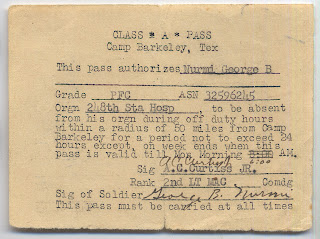 CLASS * A * PASS
Camp Barkeley, Tex
This pass authorizes Nurmi George B
Grade PFC ASN 32596245
Orgn 248th Sta Hosp to be absent
from his orgn during off duty hours
within a radius of 50 miles from Camp
Barkeley for a period not to exceed 24
hours except, on week ends when this
pass is valid till Mon Morning 6:00 AM.
Sig A.C. Curtiss JR.
Rank 2nd LT MAC Comdg
Sig of Soldier George B. Nurmi
This pass must be carried at all times